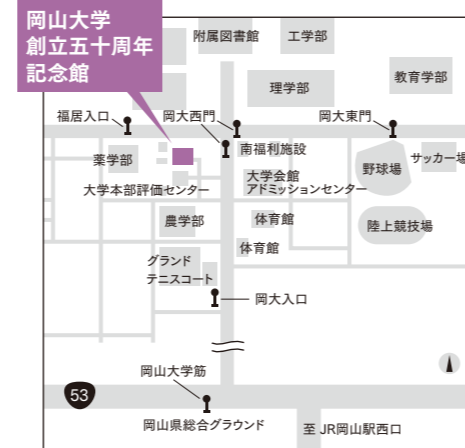 岡山大学
創立五十周年
記念館
附属図書館
工学部
理学部
教育学部
福居入口
岡大西門
岡大東門
薬学部
南福利施設
大学会館
アドミッションセンター
野球場
サッカー場
大学本部評価センター
農学部
体育館
陸上競技場
体育館
グランド
テニスコート
岡大入口
岡山大学筋
53
岡山県総合グラウンド
至 JR岡山駅西口